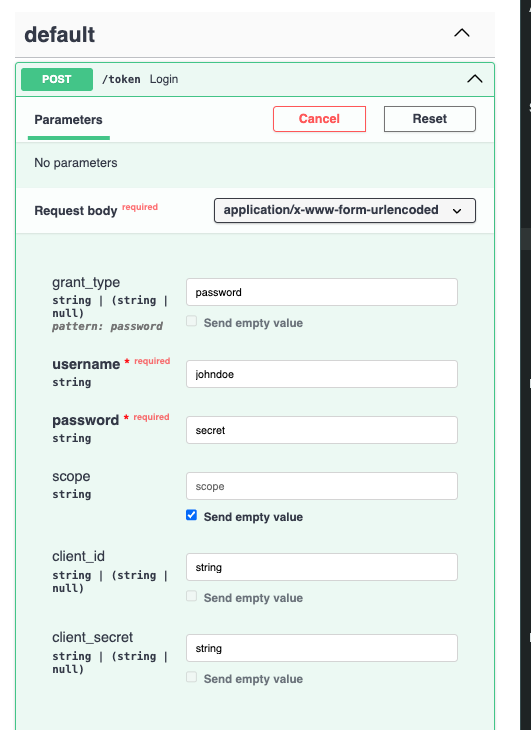 default
POST /token Login
Parameters Cancel Reset
No parameters
Request body required application/x-www-form-urlencoded
grant_type
string | (string |
null)
pattern: password
password
Send empty value
username * required
string
johndoe
password * required
string
secret
scope
string
scope
Send empty value
client_id
string | (string |
null)
string
Send empty value
client_secret
string | (string |
null)
string
Send empty value